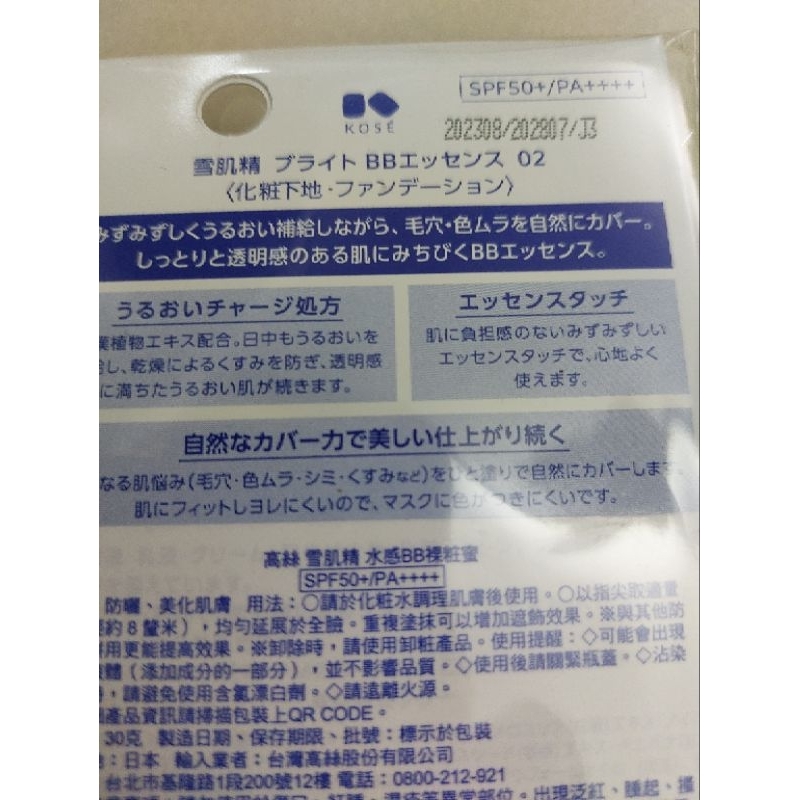 KOSÉ
SPF50+/PA++++
202308/202807/J3
雪肌精 ブライト BBエッセンス 02
〈化粧下地・ファンデーション〉
みずみずしくうるおい補給しながら、毛穴・色ムラを自然にカバー。
しっとりと透明感のある肌にみちびくBBエッセンス。
うるおいチャージ処方
植物エキス配合。日中もうるおいを
し、乾燥によるくすみを防ぎ、透明感
に満ちたうるおい肌が続きます。
エッセンスタッチ
肌に負担感のないみずみずしい
エッセンスタッチで、心地よく
使えます。
自然なカバー力で美しい仕上がり続く
なる肌悩み(毛穴・色ムラ・シミ・くすみなど)をひと塗りで自然にカバーします。
肌にフィットしヨレにくいので、マスクに色がつきにくいです。
高絲 雪肌精 水感BB裸粧蜜
SPF50+/PA++++
防曬、美化肌膚 用法：○請於化粧水調理肌膚後使用。○以指尖取適量
約8釐米），均勻延展於全臉。重複塗抹可以增加遮飾效果。※與其他防
用更能提高效果。※卸除時，請使用卸粧產品。使用提醒：◇可能會出現
體（添加成分的一部分），並不影響品質。◇使用後請關緊瓶蓋。◇沾染
，請避免使用含氯漂白劑。◇請遠離火源。
產品資訊請掃描包裝上QR CODE。
30克 製造日期、保存期限、批號：標示於包裝
：日本 輸入業者：台灣高絲股份有限公司
台北市基隆路1段200號12樓 電話：0800-212-921
異常部位。出現泛紅、腫起、搔